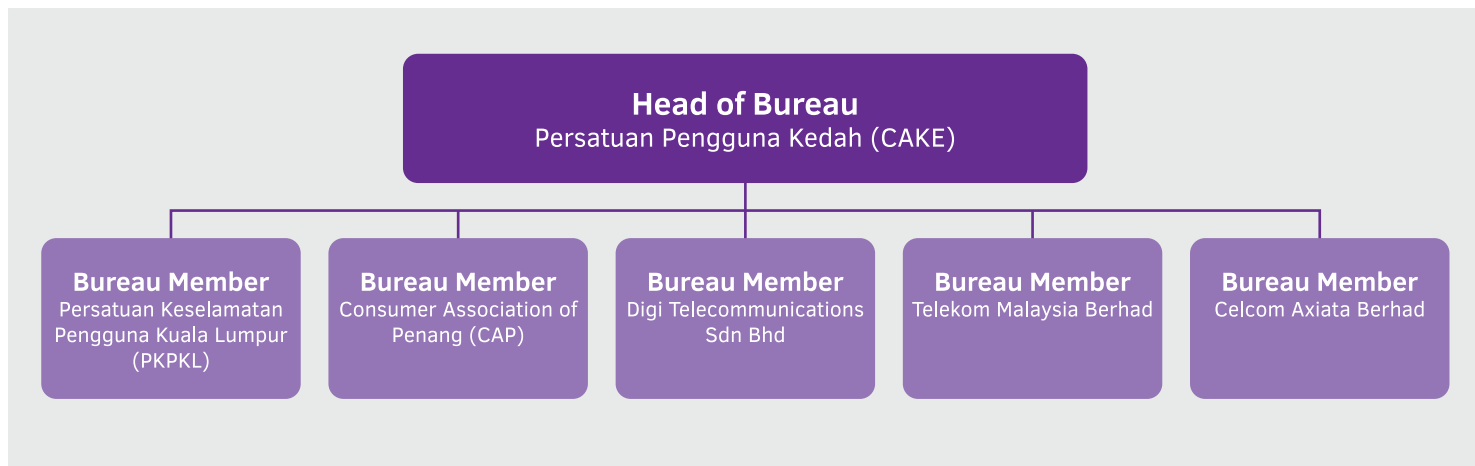 Head of Bureau
Persatuan Pengguna Kedah (CAKE)
Bureau Member
Persatuan Keselamatan
Pengguna Kuala Lumpur
(PKPKL)
Bureau Member
Consumer Association of
Penang (CAP)
Bureau Member
Digi Telecommunications
Sdn Bhd
Bureau Member
Telekom Malaysia Berhad
Bureau Member
Celcom Axiata Berhad